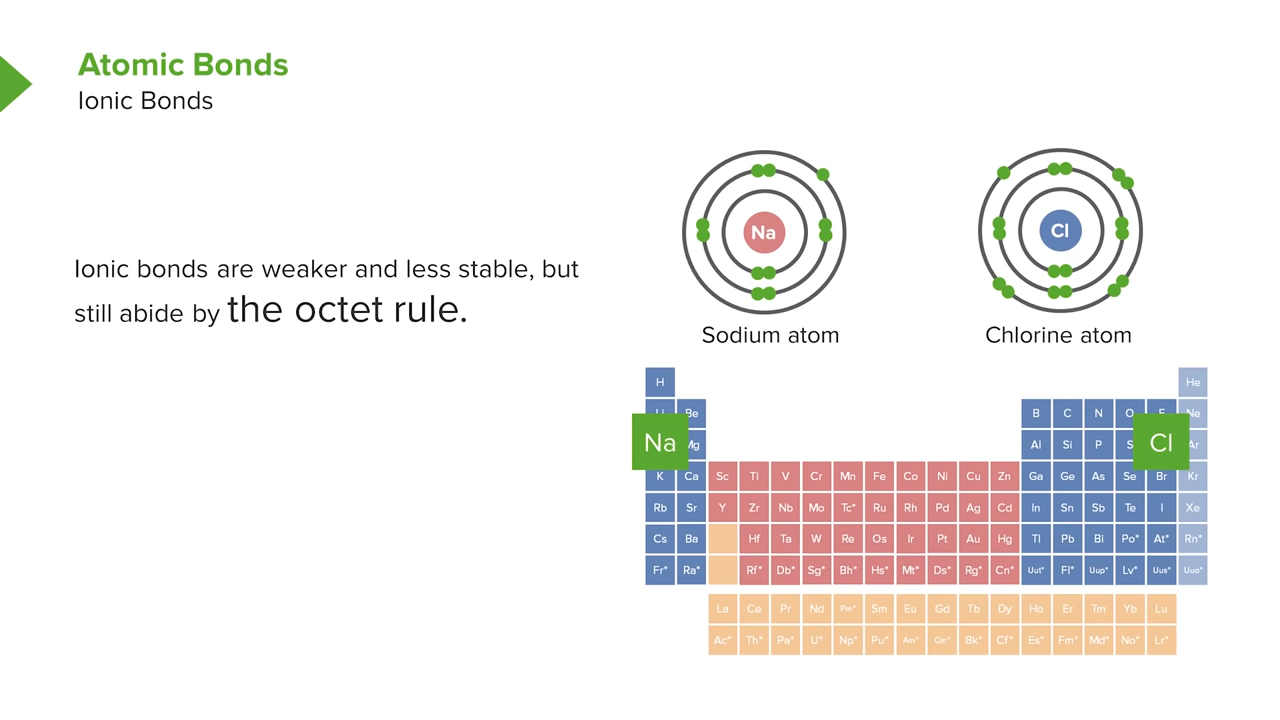 Atomic Bonds
Ionic Bonds
Ionic bonds are weaker and less stable, but
still abide by the octet rule.
Na
Cl
Sodium atom
Chlorine atom
H He
Be B C N O F Ne
Na Mg Al Si P S Cl Ar
K Ca Sc Ti V Cr Mn Fe Co Ni Cu Zn Ga Ge As Se Br Kr
Rb Sr Y Zr Nb Mo Tc* Ru Rh Pd Ag Cd In Sn Sb Te I Xe
Cs Ba Hf Ta W Re Os Ir Pt Au Hg Tl Pb Bi Po* At* Rn*
Fr* Ra* Rf* Db* Sg* Bh* Hs* Mt* Ds* Rg* Cn* Uut* Fl* Uup* Lv* Uus* Uuo*
La Ce Pr Nd Pm* Sm Eu Gd Tb Dy Ho Er Tm Yb Lu
Ac* Th* Pa* U* Np* Pu* Am* Cm* Bk* Cf* Es* Fm* Md* No* Lr*